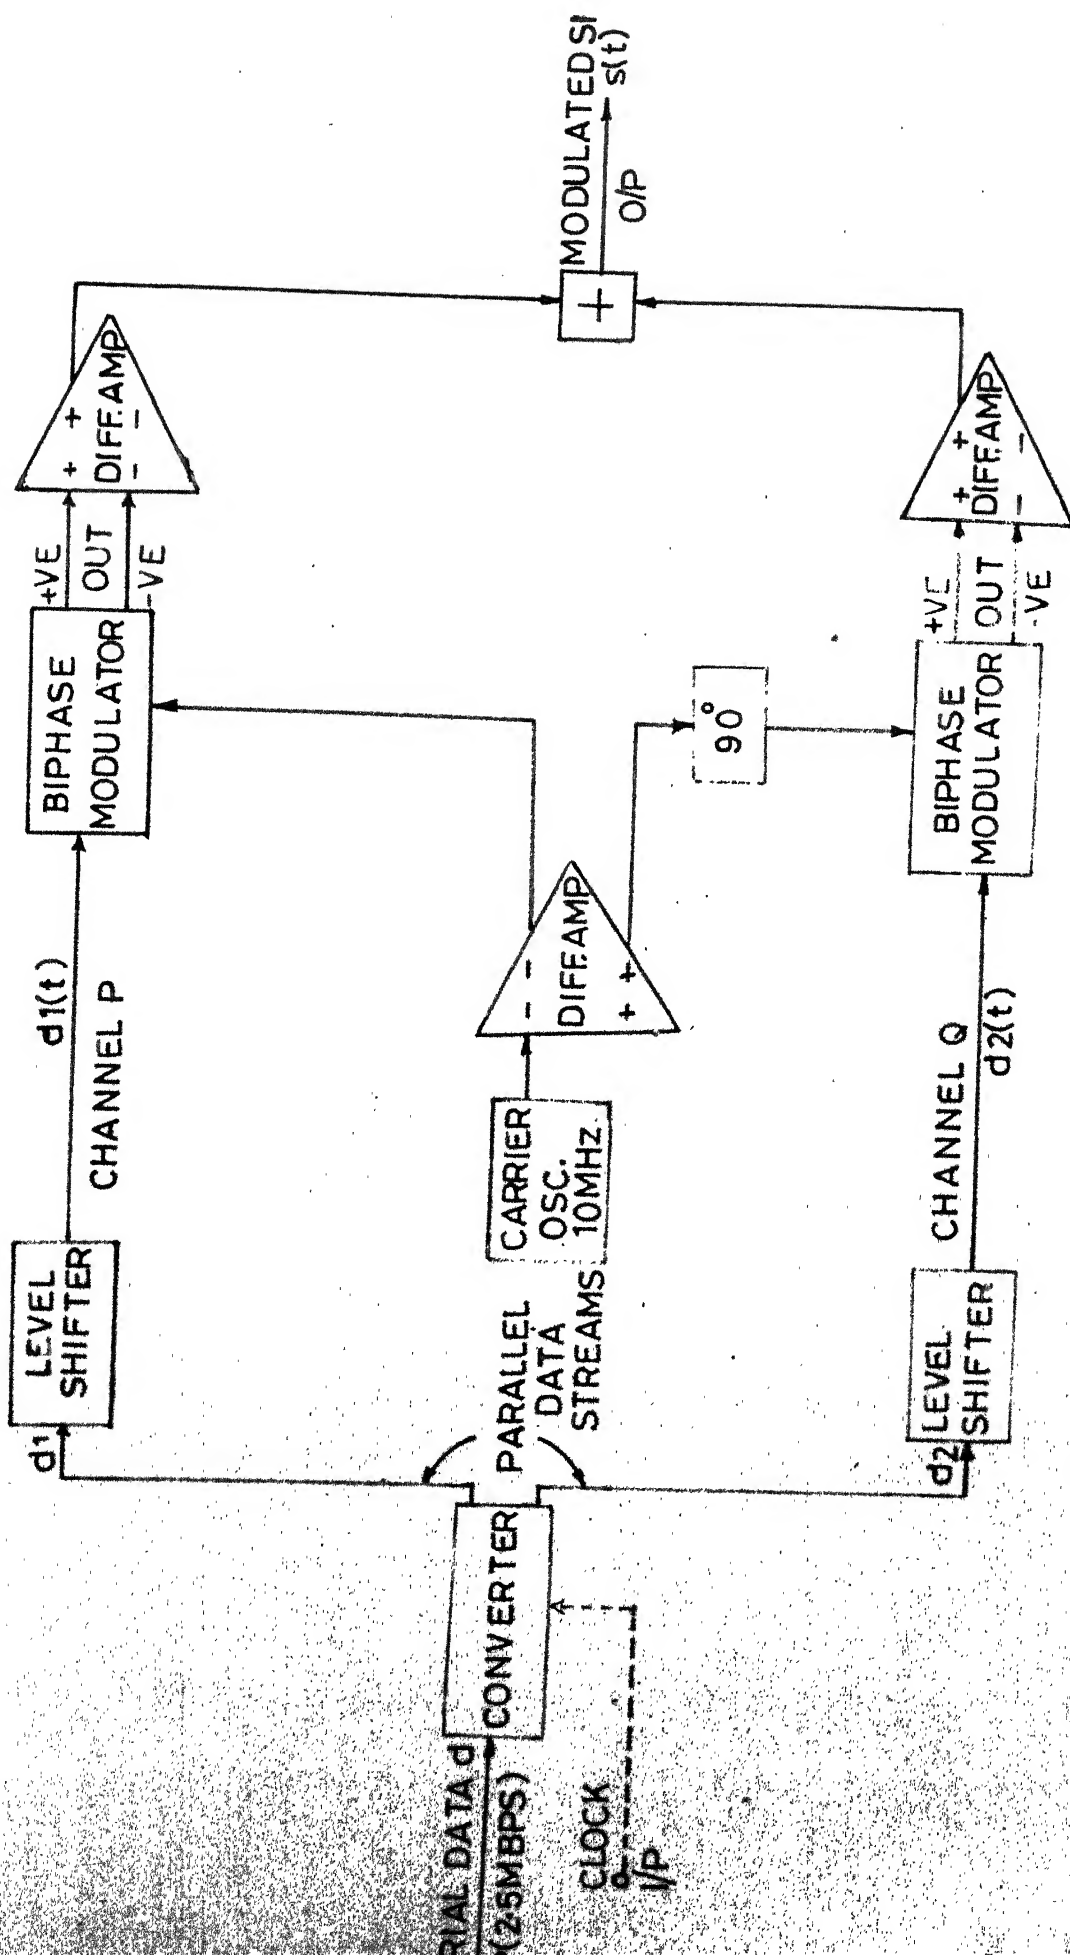 RIAL DATA d
(2.5MBPS)
CLOCK
I/P
CONVERTER
PARALLEL
DATA
STREAMS
d1
LEVEL
SHIFTER
d1(t)
CHANNEL P
BIPHASE
MODULATOR
+VE
OUT
-VE
+ +
DIFF.AMP
- -
CARRIER
OSC.
10MHz
- -
DIFF.AMP
+ +
90°
d2
LEVEL
SHIFTER
CHANNEL Q
d2(t)
BIPHASE
MODULATOR
+VE
OUT
-VE
+ +
DIFF.AMP
- -
+
MODULATED SI
s(t)
O/P